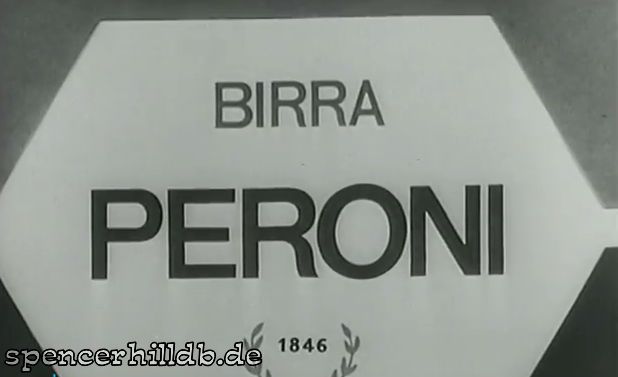 BIRRA
PERONI
1846
spencerhilldb.de